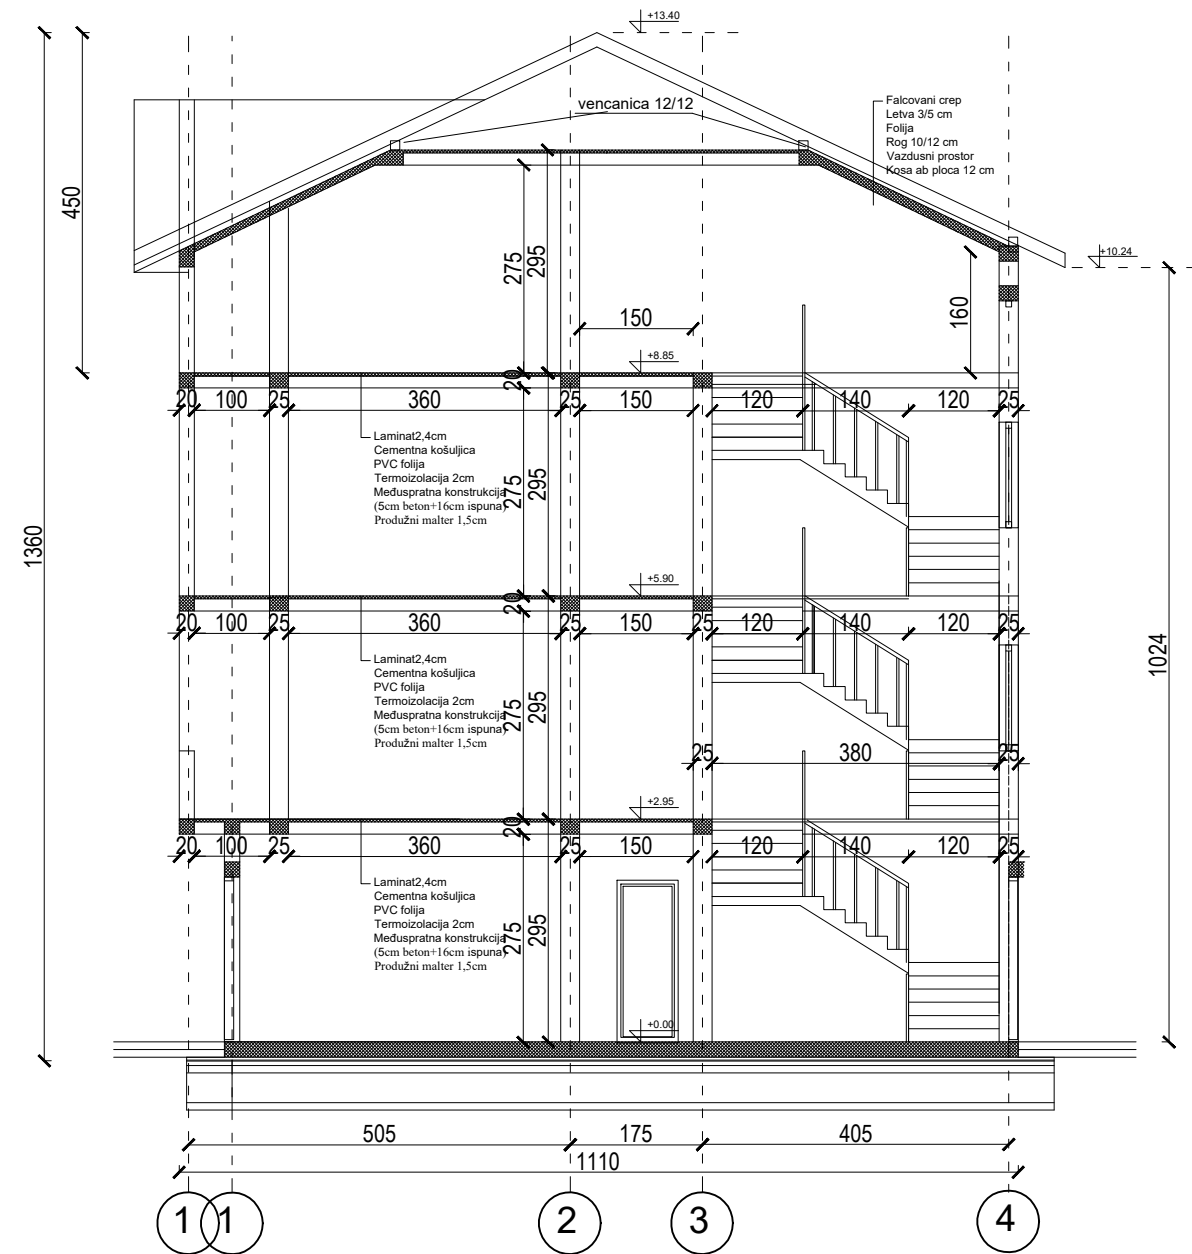 +13.40
450
vencanica 12/12
Falcovani crep
Letva 3/5 cm
Folija
Rog 10/12 cm
Vazdusni prostor
Kosa ab ploca 12 cm
+10.24
275
295
160
150
+8.85
20
20 100 25 360 25 150 120 140 120 25
Laminat2,4cm
Cementna košuljica
PVC folija
Termoizolacija 2cm
Međuspratna konstrukcija
(5cm beton+16cm ispuna)
Produžni malter 1,5cm
275
295
1360
+5.90
20
20 100 25 360 25 150 25 120 140 120 25
1024
Laminat2,4cm
Cementna košuljica
PVC folija
Termoizolacija 2cm
Međuspratna konstrukcija
(5cm beton+16cm ispuna)
Produžni malter 1,5cm
275
295
25 380 25
+2.95
20
20 100 25 360 25 150 120 140 120 25
Laminat2,4cm
Cementna košuljica
PVC folija
Termoizolacija 2cm
Međuspratna konstrukcija
(5cm beton+16cm ispuna)
Produžni malter 1,5cm
275
295
+0.00
505 175 405
1110
1 1 2 3 4